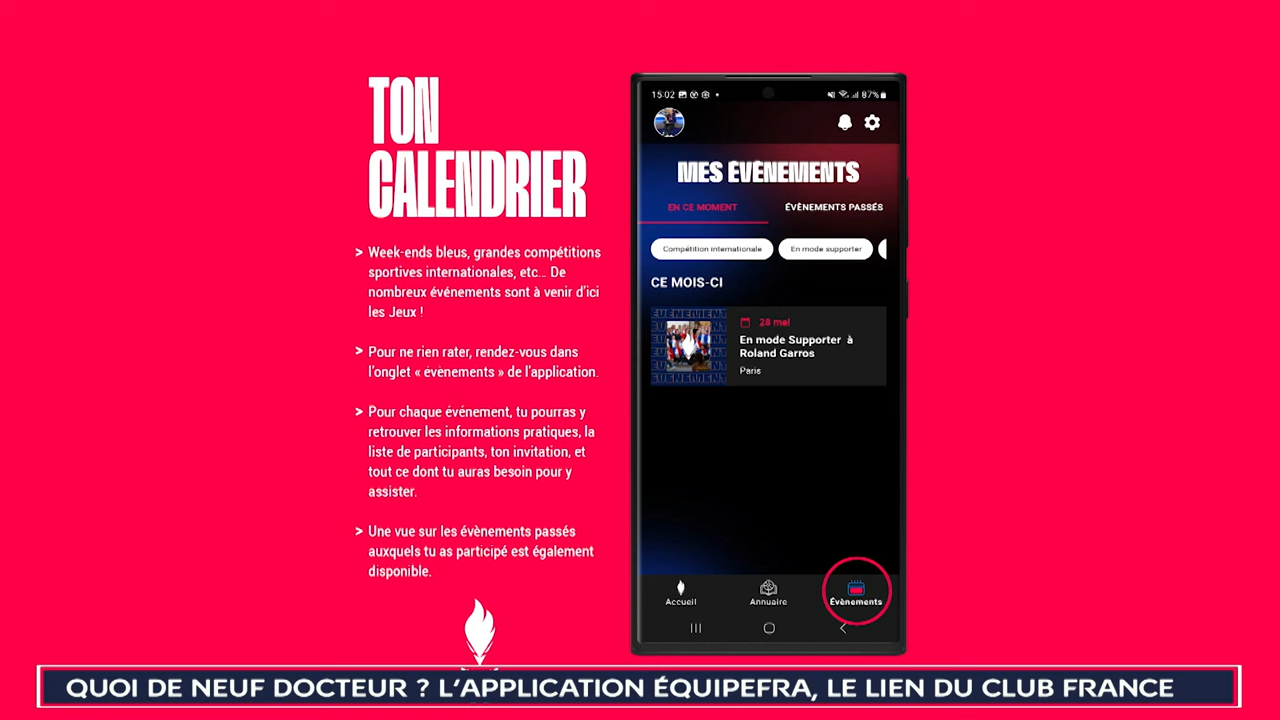 TON
CALENDRIER
> Week-ends bleus, grandes compétitions
sportives internationales, etc... De
nombreux événements sont à venir d'ici
les Jeux !
> Pour ne rien rater, rendez-vous dans
l'onglet « évènements » de l'application.
> Pour chaque événement, tu pourras y
retrouver les informations pratiques, la
liste de participants, ton invitation, et
tout ce dont tu auras besoin pour y
assister.
> Une vue sur les évènements passés
auxquels tu as participé est également
disponible.
15:02 87%
MES ÉVÈNEMENTS
EN CE MOMENT ÉVÈNEMENTS PASSÉS
Compétition internationale En mode supporter
CE MOIS-CI
ÉVÈNEMENT
28 mei
En mode Supporter à
Roland Garros
Paris
Accueil Annuaire Évènements
QUOI DE NEUF DOCTEUR ? L'APPLICATION ÉQUIPEFRA, LE LIEN DU CLUB FRANCE